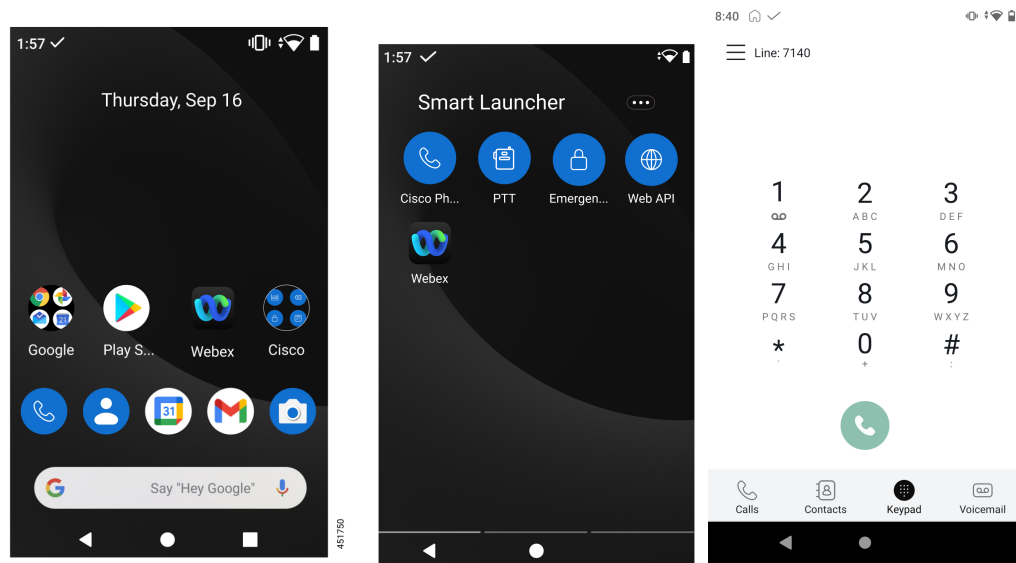 1:57
Thursday, Sep 16
Google
Play S...
Webex
Cisco
31
31
Say "Hey Google"
451750
1:57
Smart Launcher
Cisco Ph...
PTT
Emergen...
Web API
Webex
8:40
Line: 7140
1
2
ABC
3
DEF
4
GHI
5
JKL
6
MNO
7
PQRS
8
TUV
9
WXYZ
*
0
+
#
Calls
Contacts
Keypad
Voicemail